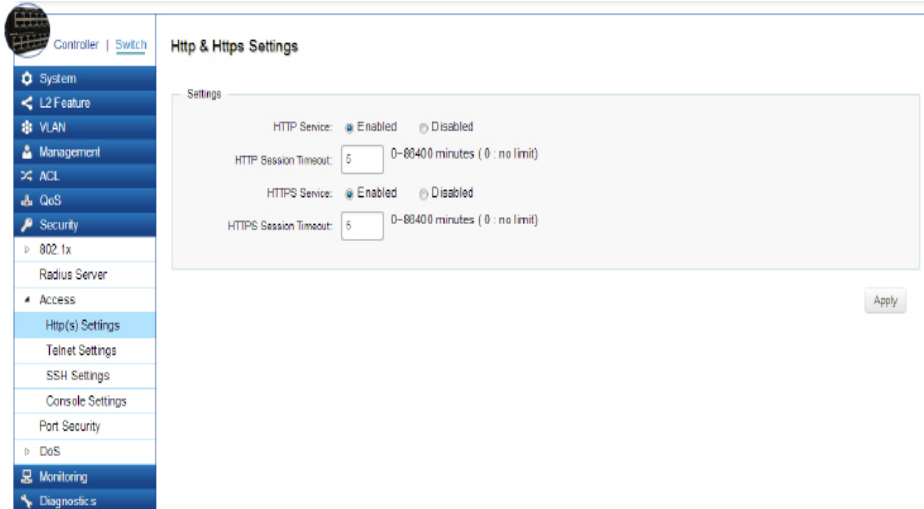 Controller | Switch
Http & Https Settings
System
L2 Feature
VLAN
Management
ACL
QoS
Security
802.1x
Radius Server
Access
Http(s) Settings
Telnet Settings
SSH Settings
Console Settings
Port Security
DoS
Monitoring
Diagnostics
Settings
HTTP Service: Enabled Disabled
HTTP Session Timeout: 5 0~86400 minutes ( 0 : no limit)
HTTPS Service: Enabled Disabled
HTTPS Session Timeout: 5 0~86400 minutes ( 0 : no limit)
Apply